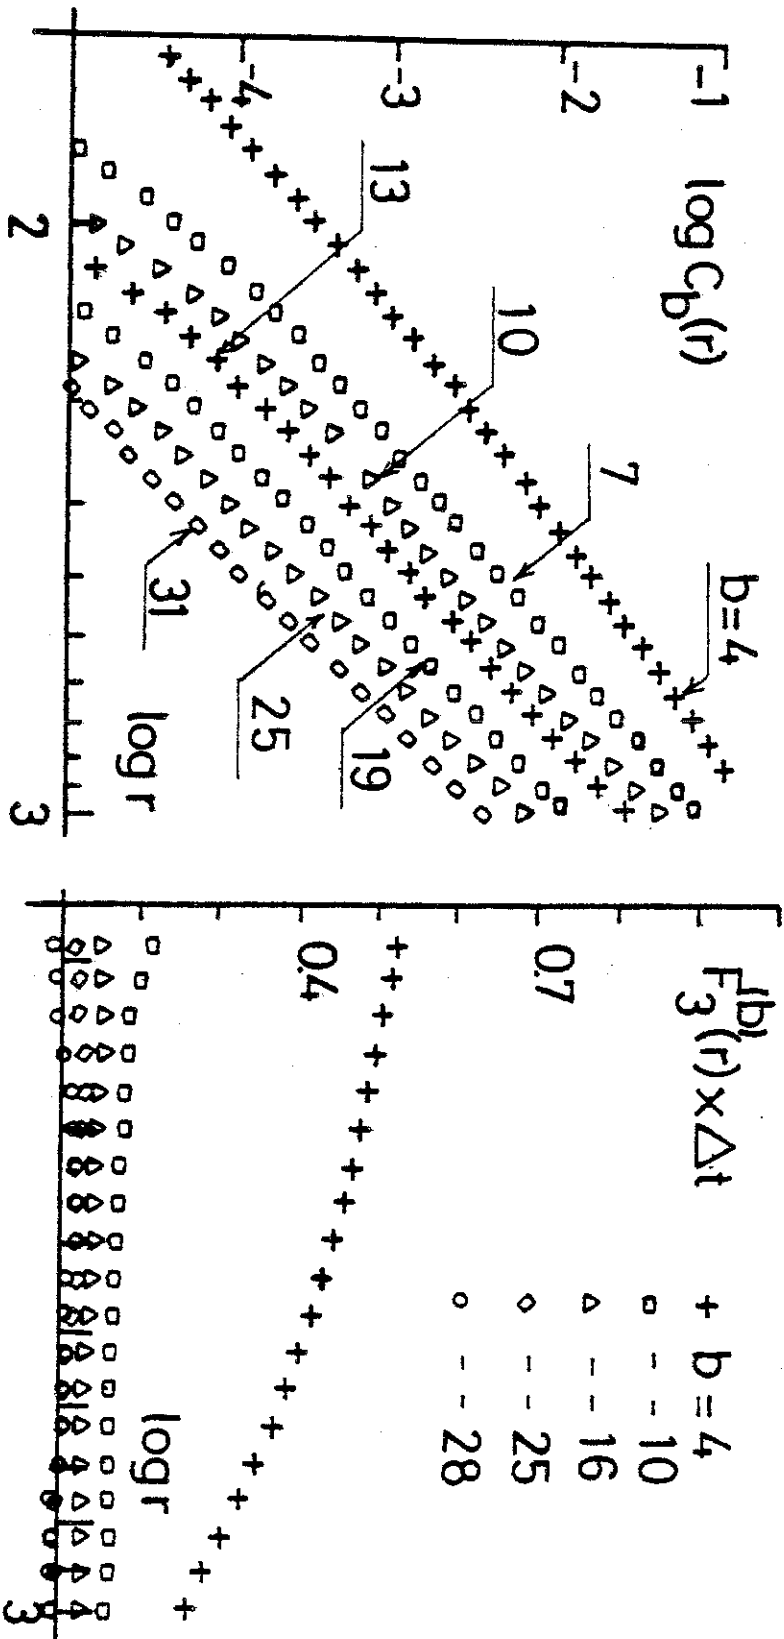 log C_b(r)
-1
-2
-3
-4
b=4
7
10
13
19
25
31
log r
2
3
F_3^(b)(r) x Δt
0.7
0.4
+ b = 4
□ - - 10
△ - - 16
◇ - - 25
○ - - 28
log r
3